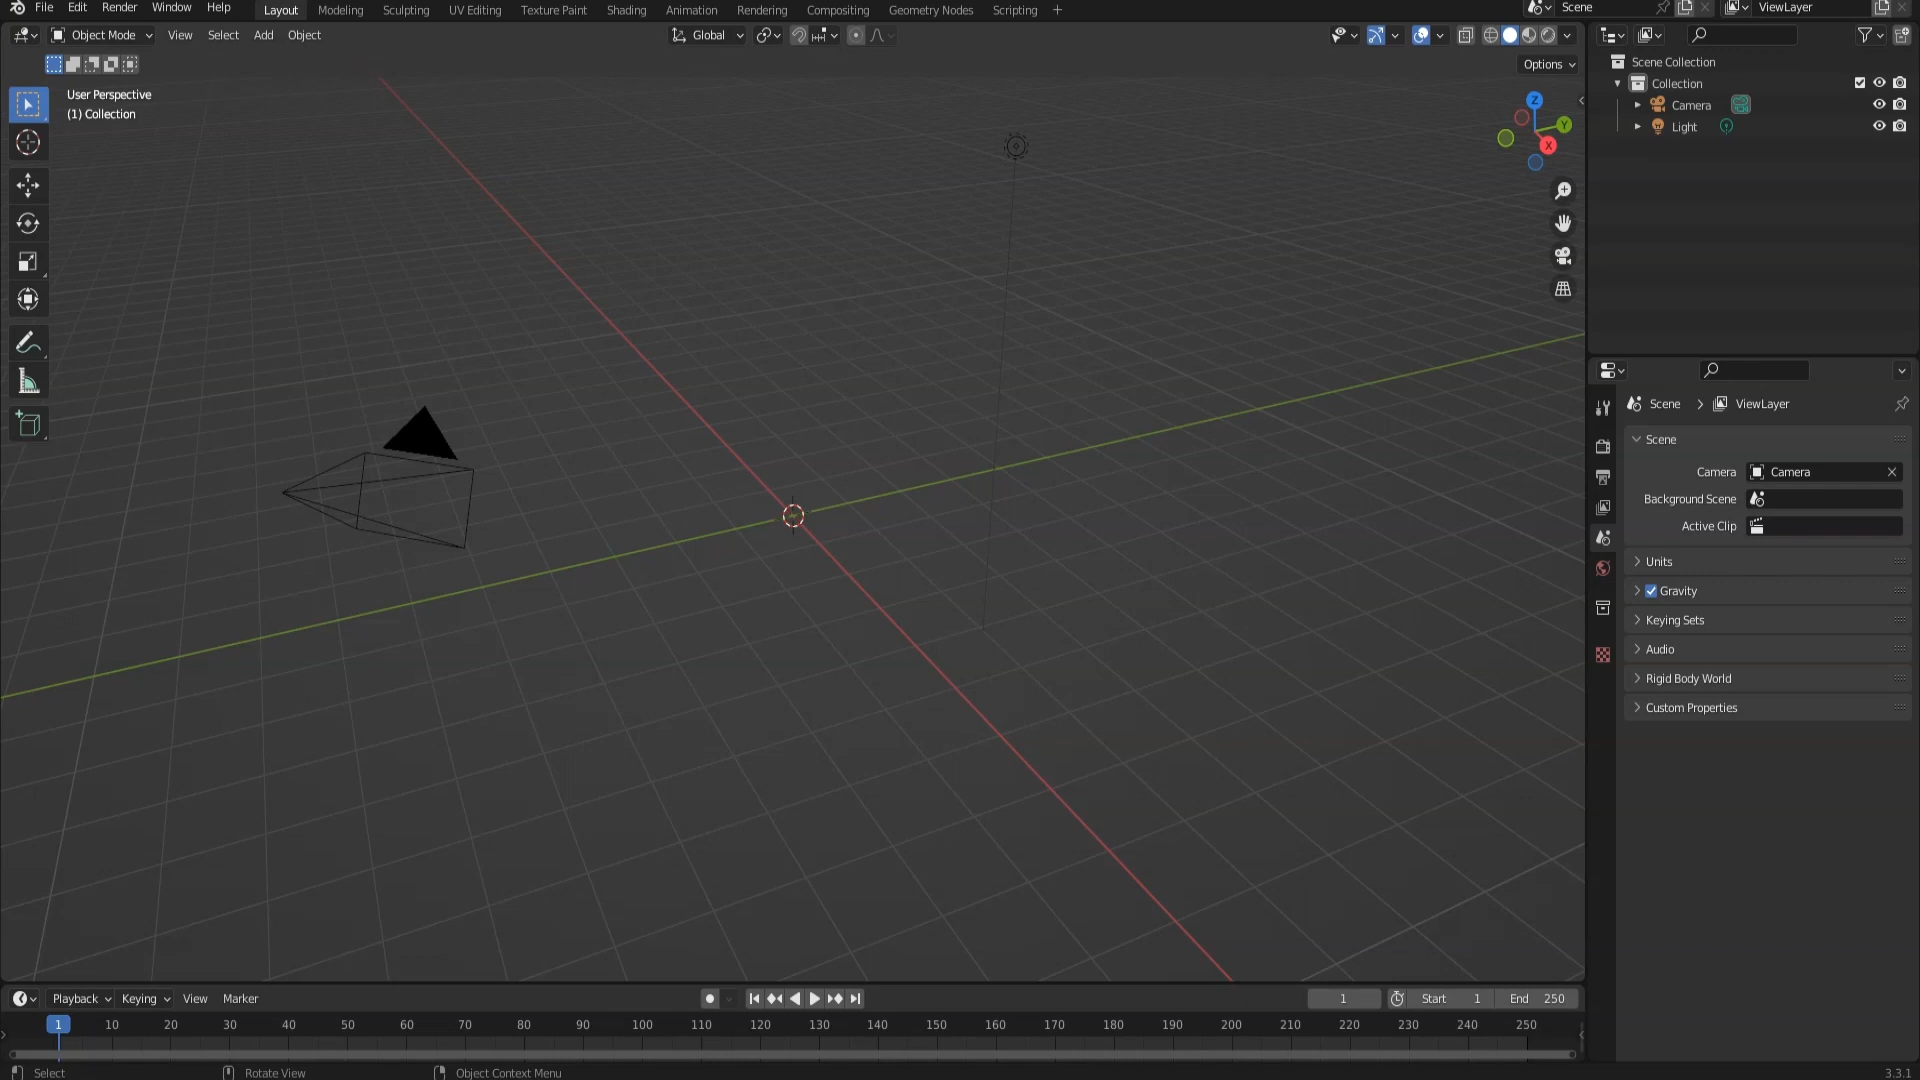 File Edit Render Window Help Layout Modeling Sculpting UV Editing Texture Paint Shading Animation Rendering Compositing Geometry Nodes Scripting + Scene ViewLayer
Object Mode View Select Add Object Global
Options
User Perspective
(1) Collection
Z
Y
X
Scene Collection
Collection
Camera
Light
Scene > ViewLayer
Scene
Camera Camera
Background Scene
Active Clip
Units
Gravity
Keying Sets
Audio
Rigid Body World
Custom Properties
Playback Keying View Marker 1 Start 1 End 250
1 10 20 30 40 50 60 70 80 90 100 110 120 130 140 150 160 170 180 190 200 210 220 230 240 250
Select Rotate View Object Context Menu 3.3.1